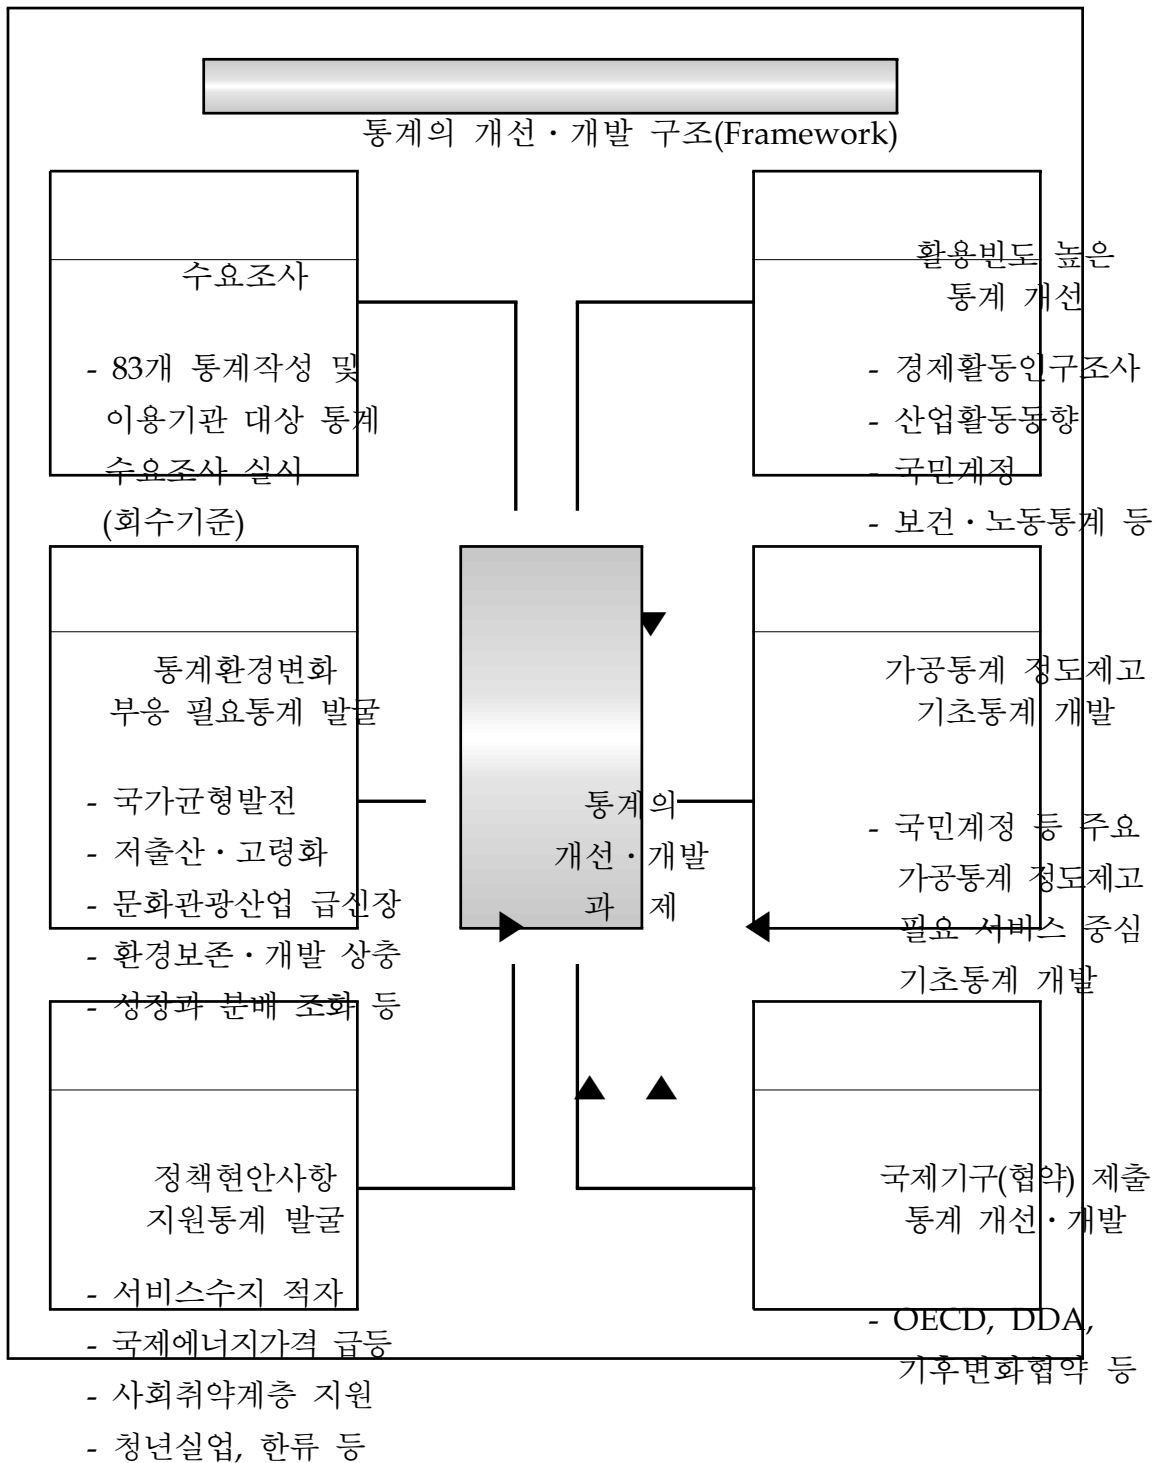 통계의 개선·개발 구조(Framework)
수요조사
- 83개 통계작성 및
이용기관 대상 통계
수요조사 실시
(회수기준)
활용빈도 높은
통계 개선
- 경제활동인구조사
- 산업활동동향
- 국민계정
- 보건·노동통계 등
통계환경변화
부응 필요통계 발굴
- 국가균형발전
- 저출산·고령화
- 문화관광산업 급신장
- 환경보존·개발 상충
- 성장과 분배 조화 등
통계의
개선·개발
과 제
가공통계 정도제고
기초통계 개발
- 국민계정 등 주요
가공통계 정도제고
필요 서비스 중심
기초통계 개발
정책현안사항
지원통계 발굴
- 서비스수지 적자
- 국제에너지가격 급등
- 사회취약계층 지원
- 청년실업, 한류 등
국제기구(협약) 제출
통계 개선·개발
- OECD, DDA,
기후변화협약 등